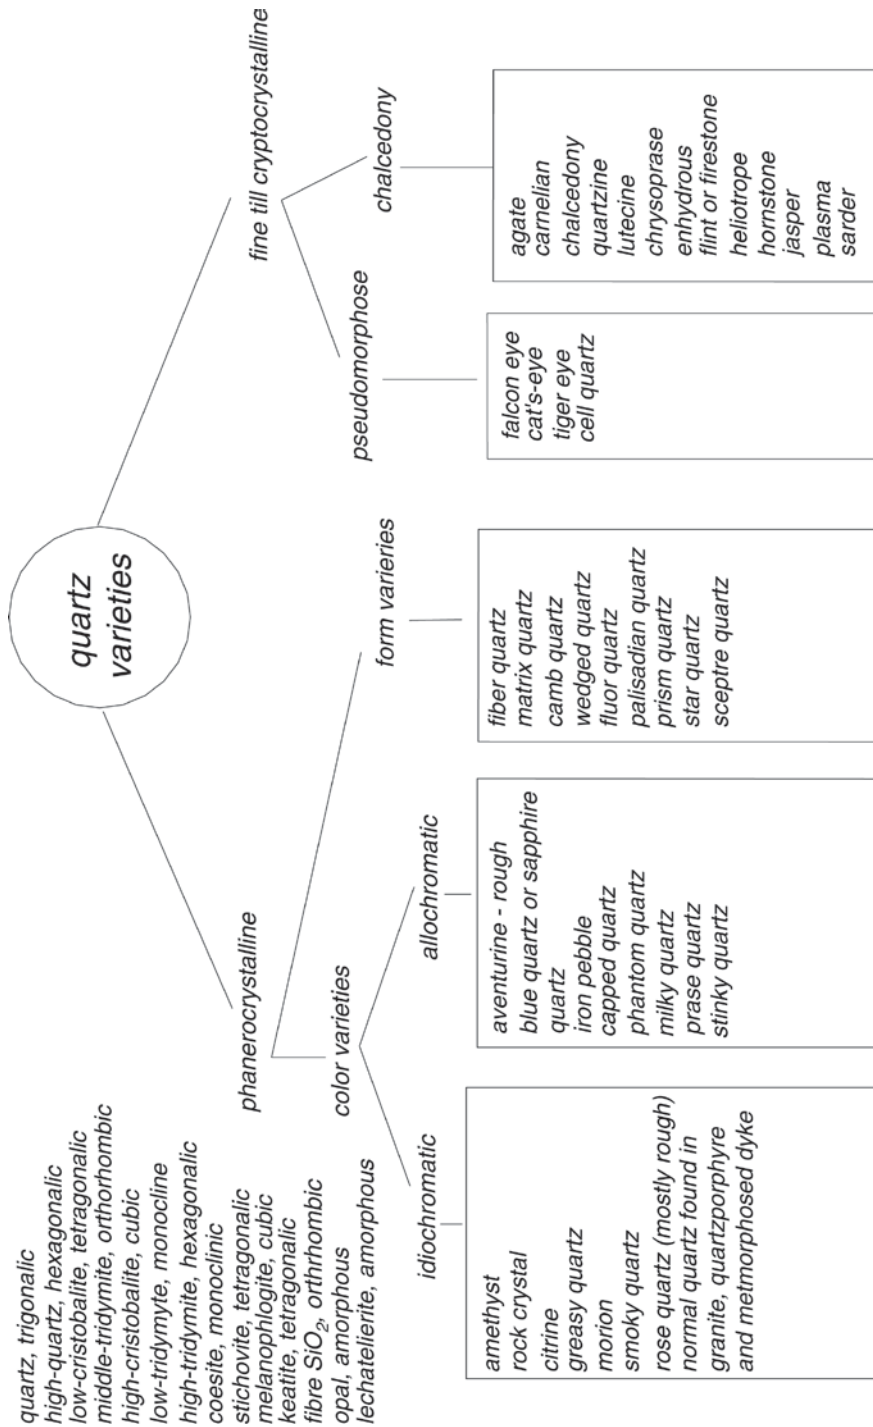 quartz, trigonalic
high-quartz, hexagonalic
low-cristobalite, tetragonalic
middle-tridymite, orthorhombic
high-cristobalite, cubic
low-tridymyte, monocline
high-tridymite, hexagonalic
coesite, monoclinic
stichovite, tetragonalic
melanophlogite, cubic
keatite, tetragonalic
fibre SiO₂, orthrhombic
opal, amorphous
lechatelierite, amorphous
quartz
varieties
phanerocrystalline
fine till cryptocrystalline
color varieties
form varieries
pseudomorphose
chalcedony
idiochromatic
allochromatic
amethyst
rock crystal
citrine
greasy quartz
morion
smoky quartz
rose quartz (mostly rough)
normal quartz found in
granite, quartzporphyre
and metmorphosed dyke
aventurine - rough
blue quartz or sapphire
quartz
iron pebble
capped quartz
phantom quartz
milky quartz
prase quartz
stinky quartz
fiber quartz
matrix quartz
camb quartz
wedged quartz
fluor quartz
palisadian quartz
prism quartz
star quartz
sceptre quartz
falcon eye
cat's-eye
tiger eye
cell quartz
agate
carnelian
chalcedony
quartzine
lutecine
chrysoprase
enhydrous
flint or firestone
heliotrope
hornstone
jasper
plasma
sarder